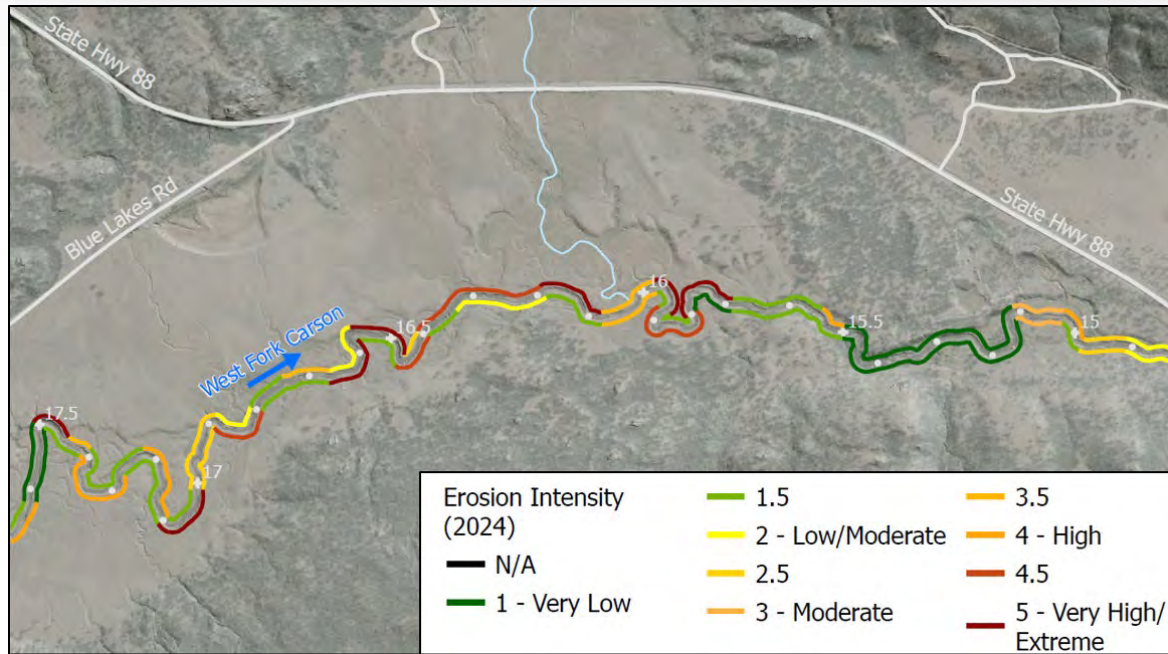 State Hwy 88
Blue Lakes Rd
State Hwy 88
West Fork Carson
17.5
17
16.5
16
15.5
15
Erosion Intensity
(2024)
N/A
1 - Very Low
1.5
2 - Low/Moderate
2.5
3 - Moderate
3.5
4 - High
4.5
5 - Very High/
Extreme